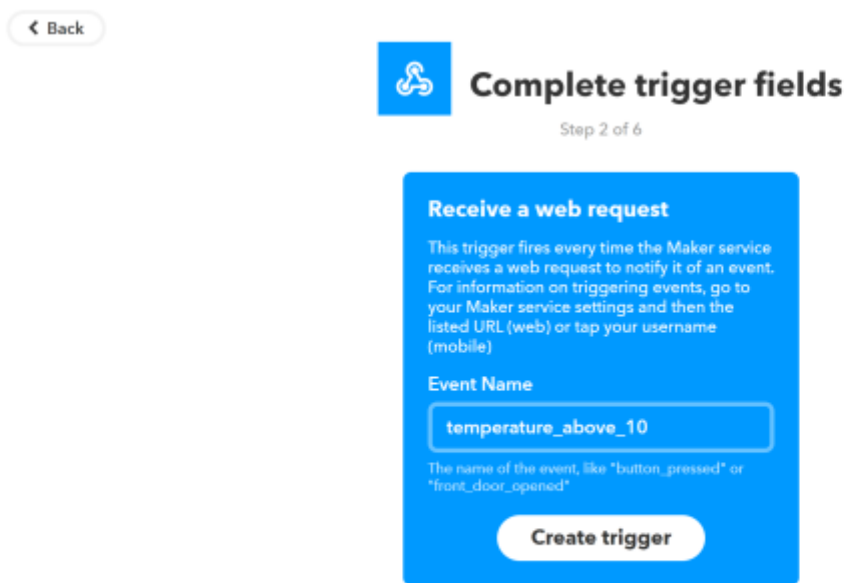 Back
Complete trigger fields
Step 2 of 6
Receive a web request
This trigger fires every time the Maker service
receives a web request to notify it of an event.
For information on triggering events, go to
your Maker service settings and then the
listed URL (web) or tap your username
(mobile)
Event Name
temperature_above_10
The name of the event, like "button_pressed" or
"front_door_opened"
Create trigger